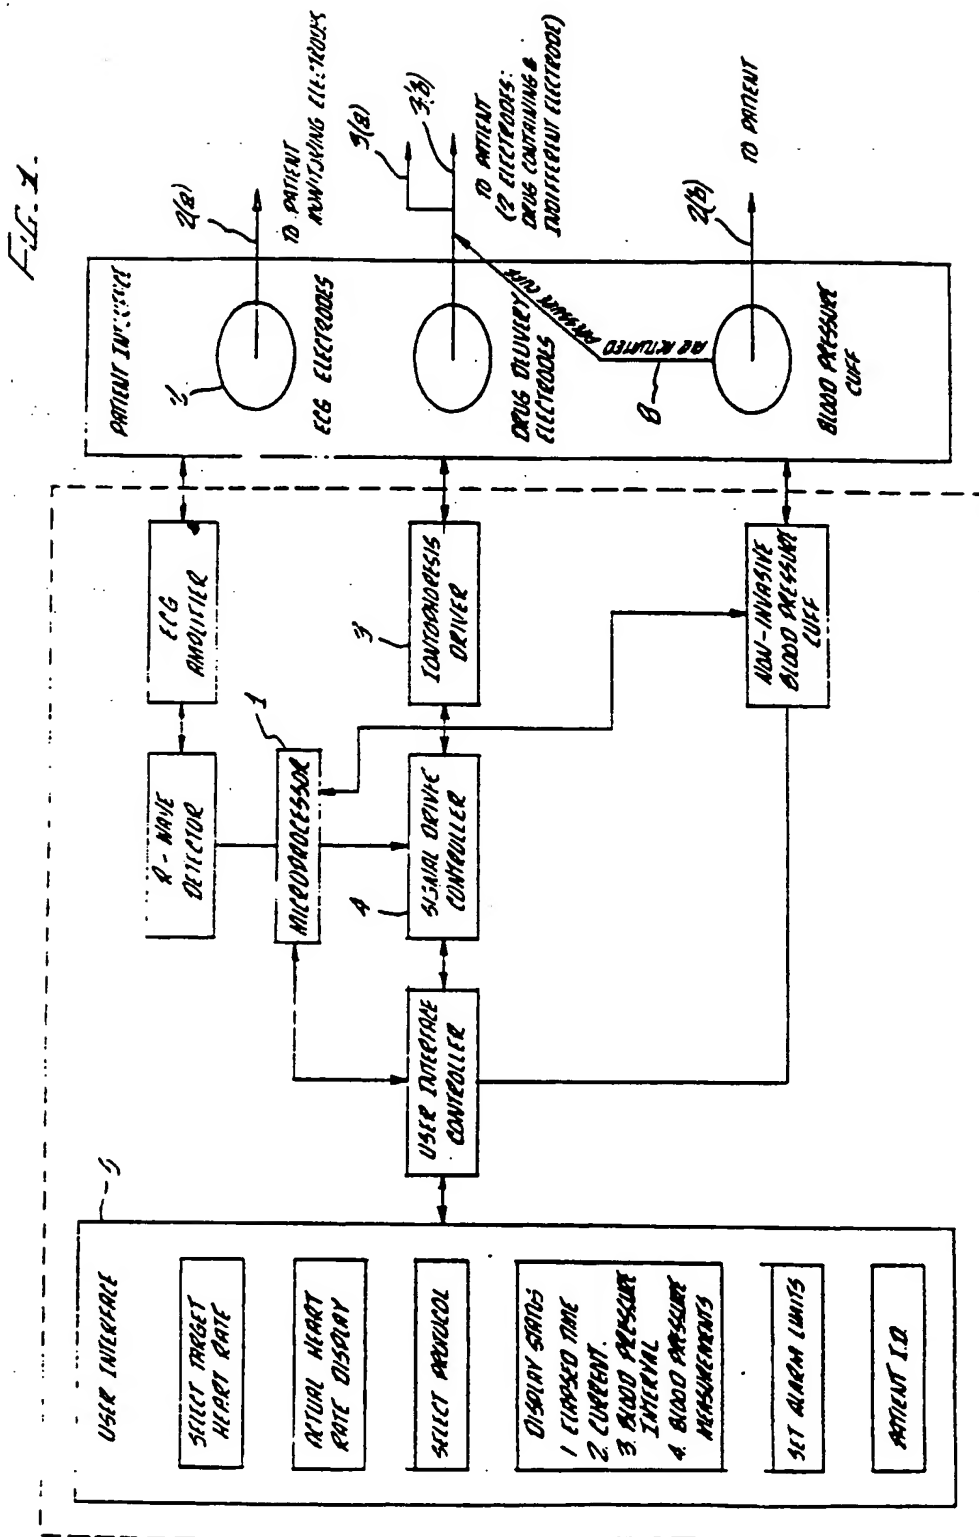 FIG. 1.
USER INTERFACE
5
SELECT TARGET
HEART RATE
ACTUAL HEART
RATE DISPLAY
SELECT PROTOCOL
DISPLAY STATUS
1 ELAPSED TIME
2. CURRENT.
3. BLOOD PRESSURE
INTERVAL
4. BLOOD PRESSURE
MEASUREMENTS
SET ALARM LIMITS
PATIENT I.D.
USER INTERFACE
CONTROLLER
R-WAVE
DETECTOR
ECG
AMPLIFIER
MICROPROCESSOR
1
4
SIGNAL DRIVE
CONTROLLER
3
IONTOPHORESIS
DRIVER
NON-INVASIVE
BLOOD PRESSURE
CUFF
PATIENT INTERFACE
2
ECG ELECTRODES
DRUG DELIVERY
ELECTRODES
AIR ACTUATED
PRESSURE CUFF
8
BLOOD PRESSURE
CUFF
2(a)
TO PATIENT
MONITORING ELECTRODES
3(a)
3(b)
TO PATIENT
(2 ELECTRODES:
DRUG CONTAINING &
INDIFFERENT ELECTRODE)
2(b)
TO PATIENT